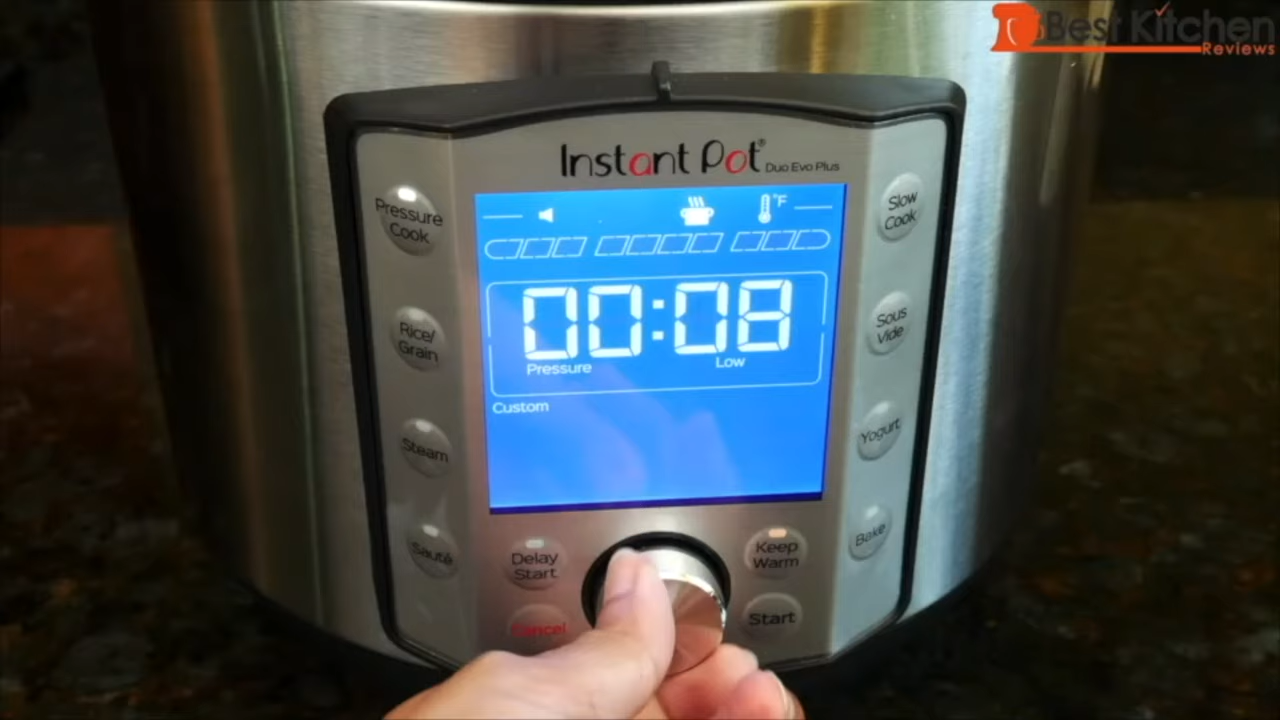 Best Kitchen
Reviews
Instant Pot® Duo Evo Plus
Pressure
Cook
Rice/
Grain
Steam
Sauté
°F
00:08
Pressure Low
Custom
Slow
Cook
Sous
Vide
Yogurt
Bake
Delay
Start
Cancel
Keep
Warm
Start